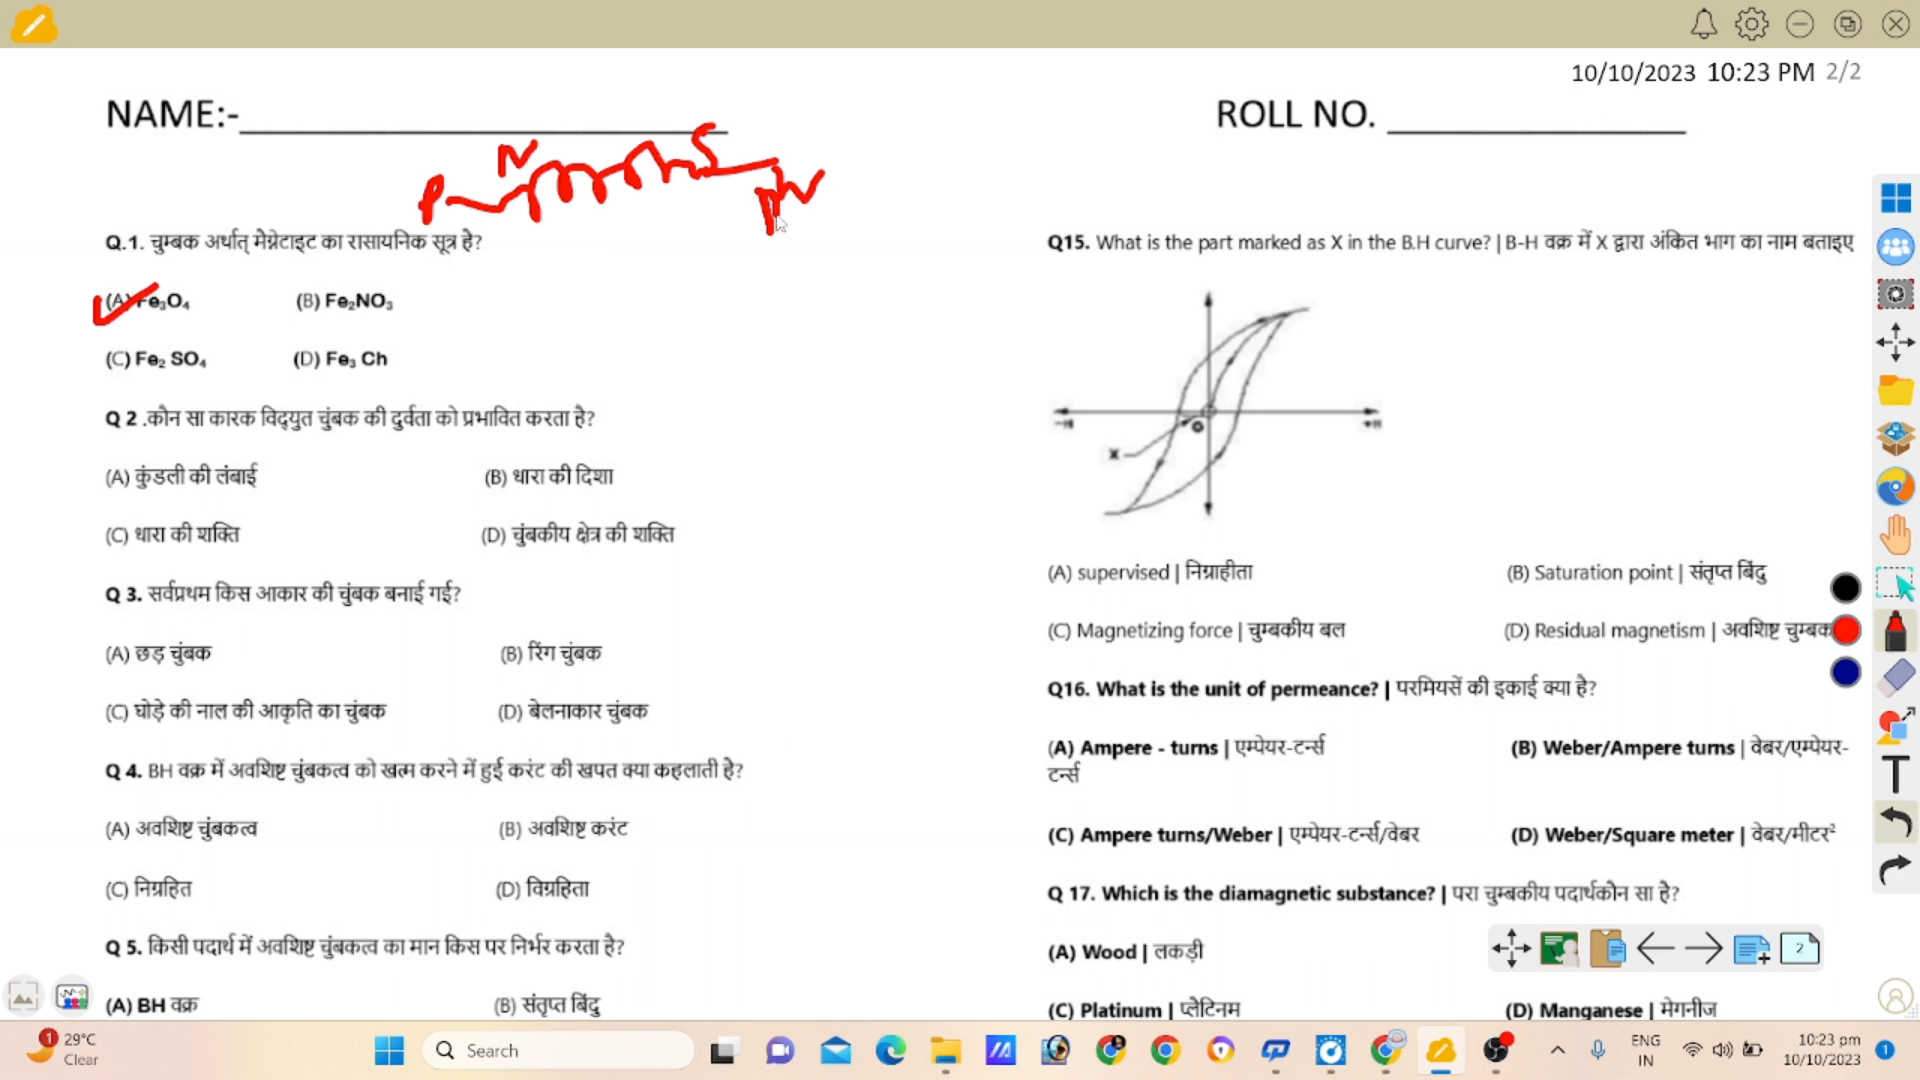 10/10/2023 10:23 PM 2/2
NAME:-
ROLL NO.
N S
P Ph N
Q.1. चुम्बक अर्थात् मैग्नेटाइट का रासायनिक सूत्र है?
(A) Fe₃O₄ (B) Fe₂NO₃
(C) Fe₂ SO₄ (D) Fe₃ Ch
Q 2 .कौन सा कारक विद्युत चुंबक की दुर्वता को प्रभावित करता है?
(A) कुंडली की लंबाई (B) धारा की दिशा
(C) धारा की शक्ति (D) चुंबकीय क्षेत्र की शक्ति
Q 3. सर्वप्रथम किस आकार की चुंबक बनाई गई?
(A) छड़ चुंबक (B) रिंग चुंबक
(C) घोड़े की नाल की आकृति का चुंबक (D) बेलनाकार चुंबक
Q 4. BH वक्र में अवशिष्ट चुंबकत्व को खत्म करने में हुई करंट की खपत क्या कहलाती है?
(A) अवशिष्ट चुंबकत्व (B) अवशिष्ट करंट
(C) निग्रहित (D) विग्रहिता
Q 5. किसी पदार्थ में अवशिष्ट चुंबकत्व का मान किस पर निर्भर करता है?
(A) BH वक्र (B) संतृप्त बिंदु
Q15. What is the part marked as X in the B.H curve? | B-H वक्र में X द्वारा अंकित भाग का नाम बताइए
-H +H
O
X
(A) supervised | निग्राहीता (B) Saturation point | संतृप्त बिंदु
(C) Magnetizing force | चुम्बकीय बल (D) Residual magnetism | अवशिष्ट चुम्बक
Q16. What is the unit of permeance? | परमियसें की इकाई क्या है?
(A) Ampere - turns | एम्पेयर-टर्न्स (B) Weber/Ampere turns | वेबर/एम्पेयर-
टर्न्स
(C) Ampere turns/Weber | एम्पेयर-टर्न्स/वेबर (D) Weber/Square meter | वेबर/मीटर²
Q 17. Which is the diamagnetic substance? | परा चुम्बकीय पदार्थकौन सा है?
(A) Wood | लकड़ी
(C) Platinum | प्लैटिनम (D) Manganese | मेगनीज
T
2
1 29°C
Clear
Search
ENG
IN
10:23 pm
10/10/2023
1